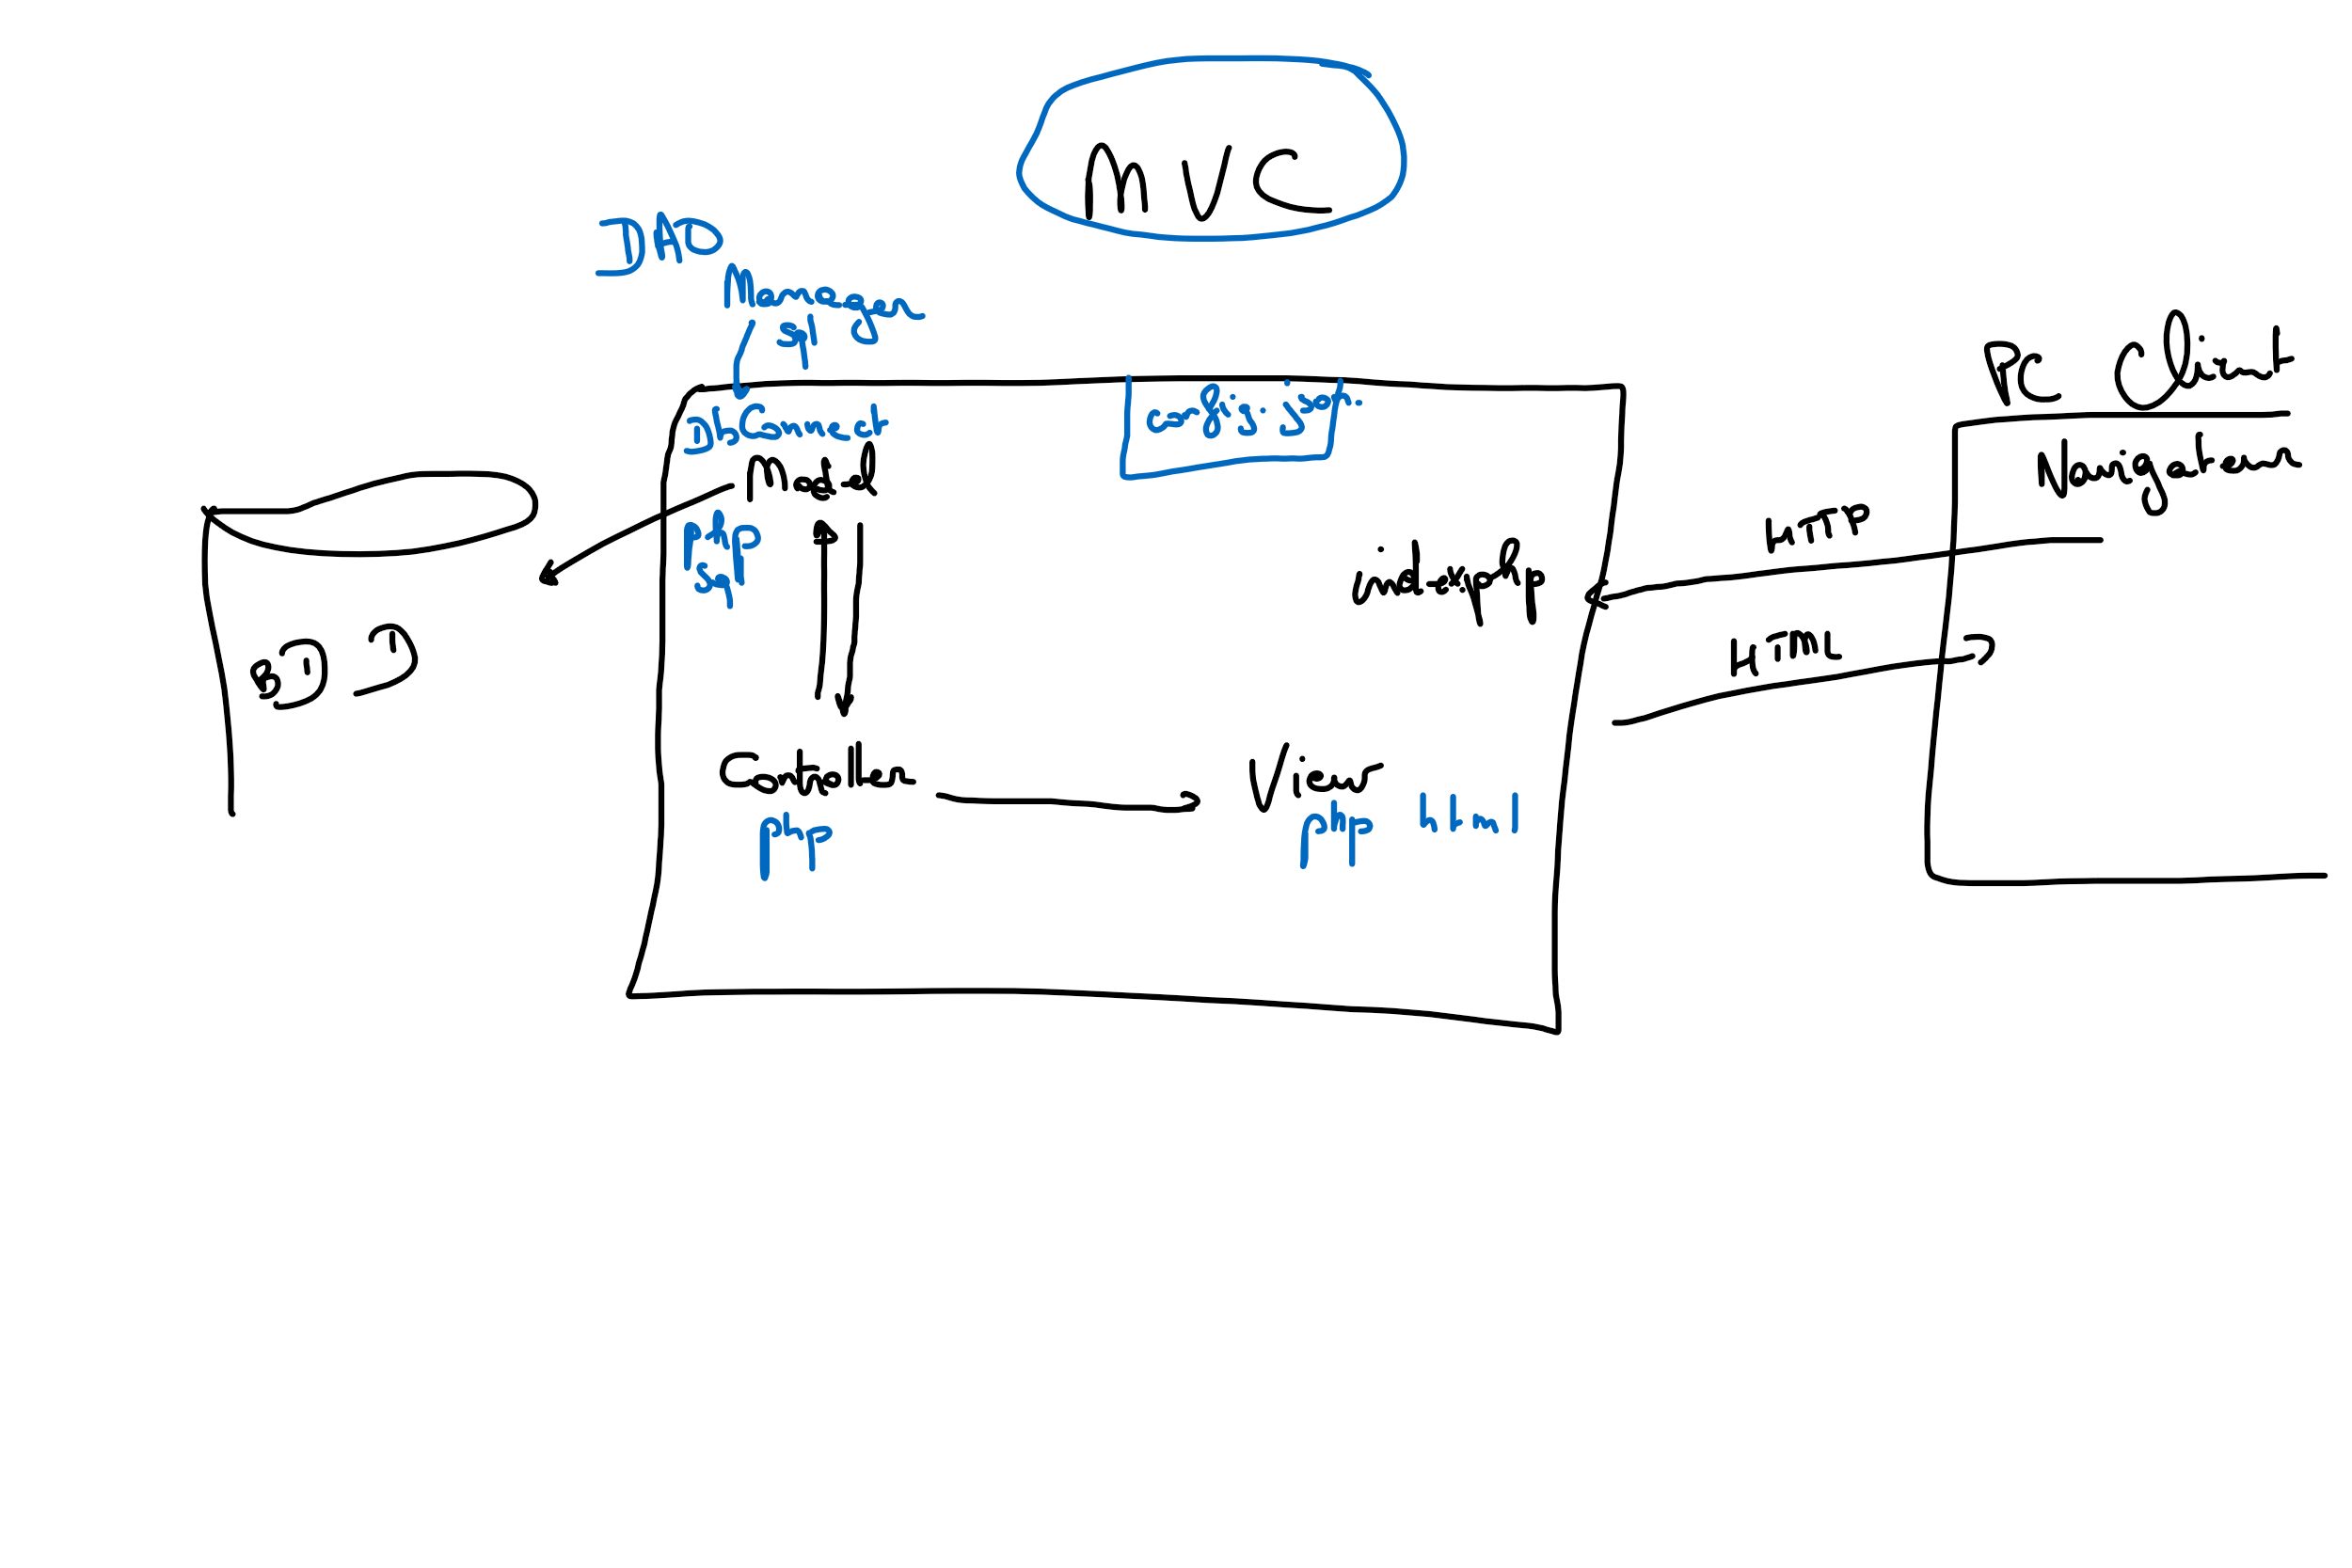 MVC
DAO
Manager
sql
PC Client
DbConnect
config.ini
Model
Navigateur
php
sql
HTTP
index.php
HTML
BDD
Controller
View
php
php html